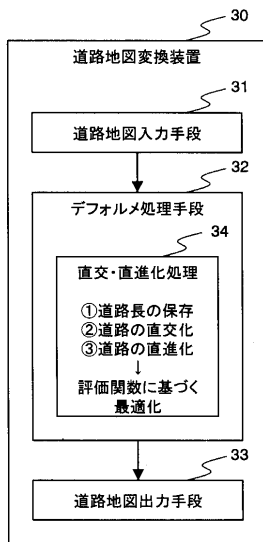 30
道路地図変換装置
31
道路地図入力手段
32
デフォルメ処理手段
34
直交・直進化処理
①道路長の保存
②道路の直交化
③道路の直進化
↓
評価関数に基づく
最適化
33
道路地図出力手段